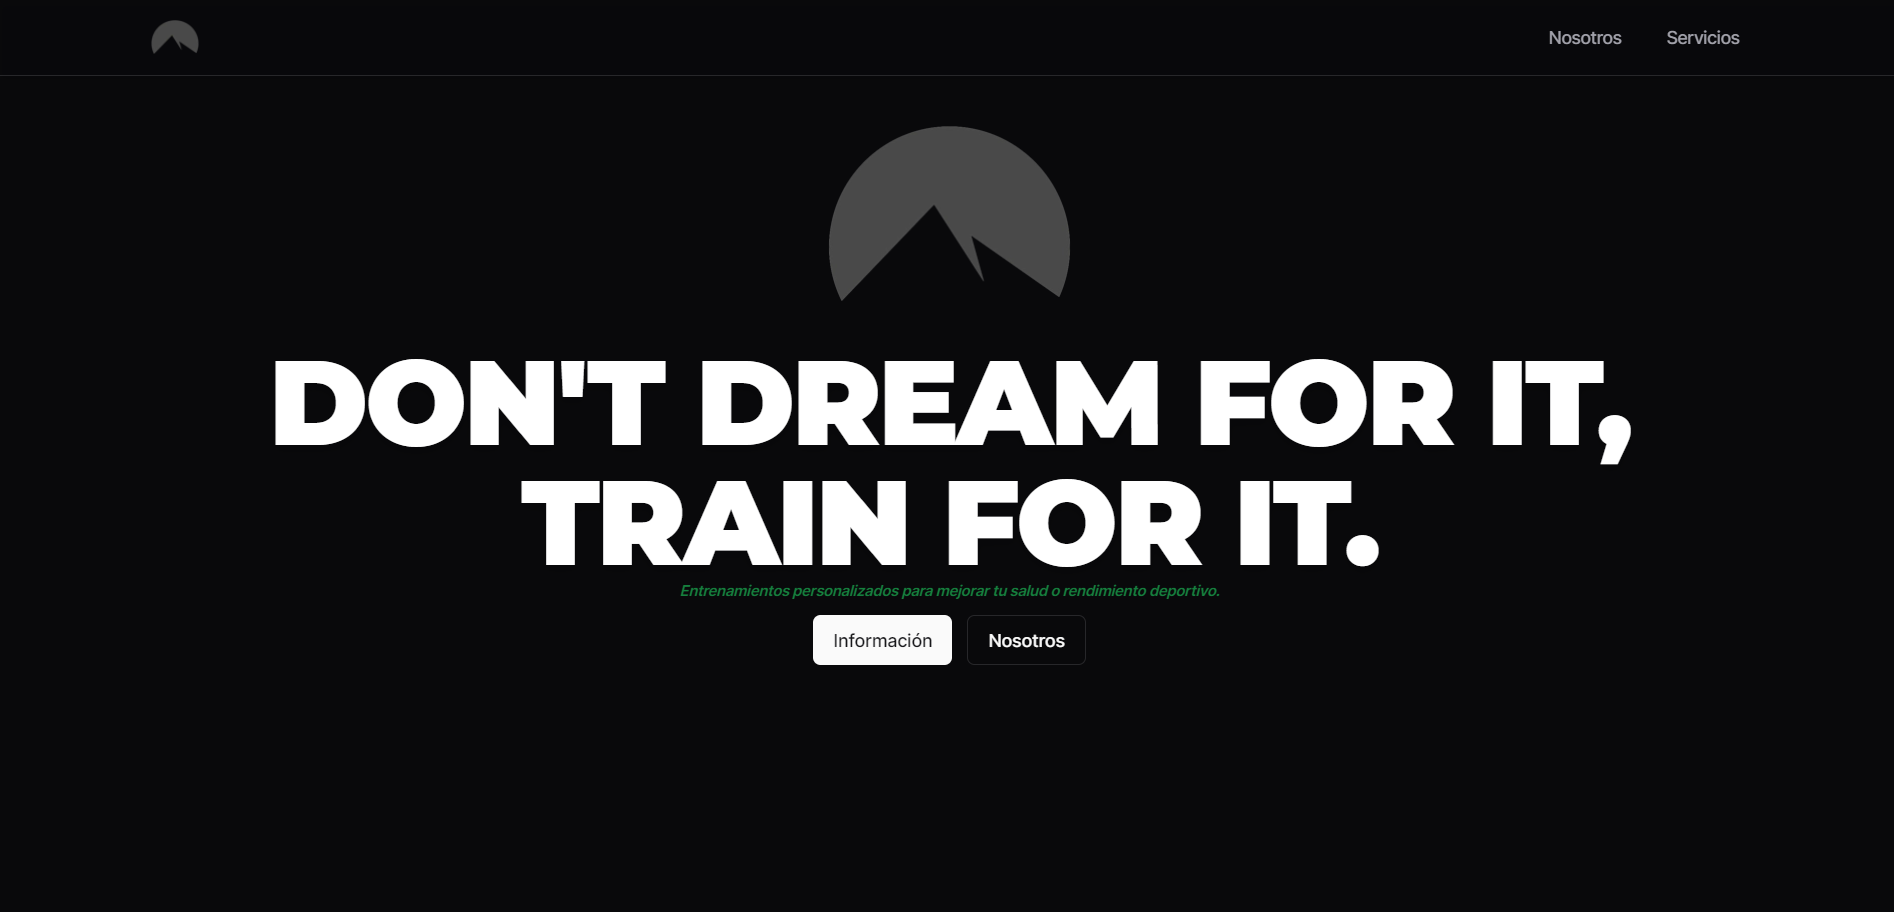 Nosotros Servicios
DON'T DREAM FOR IT,
TRAIN FOR IT.
Entrenamientos personalizados para mejorar tu salud o rendimiento deportivo.
Información Nosotros